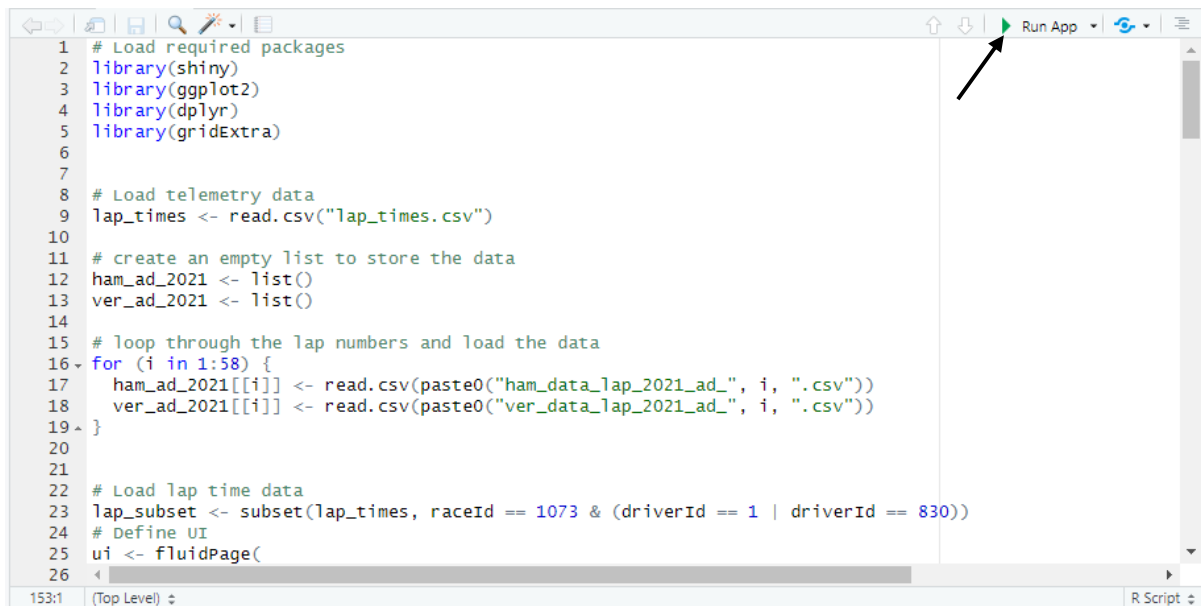 Run App
1 # Load required packages
2 library(shiny)
3 library(ggplot2)
4 library(dplyr)
5 library(gridExtra)
6
7
8 # Load telemetry data
9 lap_times <- read.csv("lap_times.csv")
10
11 # create an empty list to store the data
12 ham_ad_2021 <- list()
13 ver_ad_2021 <- list()
14
15 # loop through the lap numbers and load the data
16 for (i in 1:58) {
17   ham_ad_2021[[i]] <- read.csv(paste0("ham_data_lap_2021_ad_", i, ".csv"))
18   ver_ad_2021[[i]] <- read.csv(paste0("ver_data_lap_2021_ad_", i, ".csv"))
19 }
20
21
22 # Load lap time data
23 lap_subset <- subset(lap_times, raceId == 1073 & (driverId == 1 | driverId == 830))
24 # Define UI
25 ui <- fluidPage(
26
153:1 (Top Level) R Script